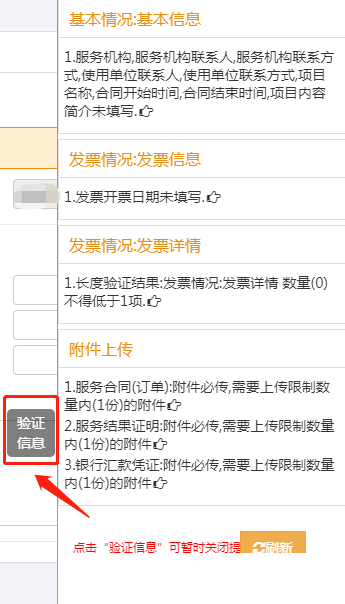 基本情况:基本信息
1.服务机构,服务机构联系人,服务机构联系方
式,使用单位联系人,使用单位联系方式,项目
名称,合同开始时间,合同结束时间,项目内容
简介未填写.
发票情况:发票信息
1.发票开票日期未填写.
发票情况:发票详情
1.长度验证结果:发票情况:发票详情 数量(0)
不得低于1项.
附件上传
1.服务合同(订单):附件必传,需要上传限制数
量内(1份)的附件
2.服务结果证明:附件必传,需要上传限制数量
内(1份)的附件
3.银行汇款凭证:附件必传,需要上传限制数量
内(1份)的附件
验证
信息
点击“验证信息”可暂时关闭提
刷新